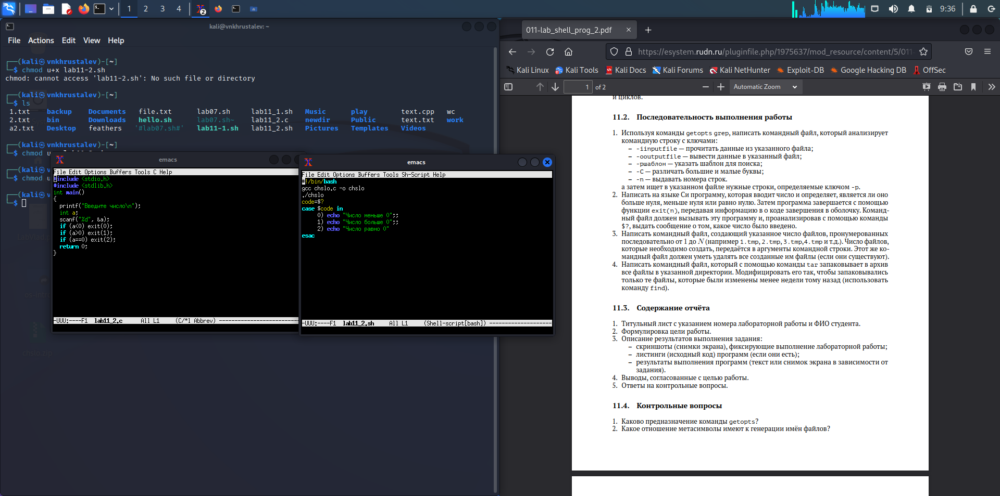 1 2 3 4
2
9:36
kali@vnkhrustalev: ~
File Actions Edit View Help
┌──(kali㉿vnkhrustalev)-[~]
└─$ chmod u+x lab11-2.sh
chmod: cannot access 'lab11-2.sh': No such file or directory
┌──(kali㉿vnkhrustalev)-[~]
└─$ ls
1.txt backup Documents file.txt lab07.sh lab11_1.sh Music play text.cpp wc
2.txt bin Downloads hello.sh lab07.sh~ lab11_2.c newdir Public text.txt work
a2.txt Desktop feathers '#lab07.sh#' lab11-1.sh lab11_2.sh Pictures Templates Videos
┌──(kali㉿vnkhrustalev)-[~]
└─$ chmod
┌──(kali㉿v
└─$ chmod u
┌──(kali㉿v
└─$
chslo.zip
emacs
File Edit Options Buffers Tools C Help
#include <stdio.h>
#include <stdlib.h>
int main()
{
printf("Введите число\n");
int a;
scanf("%d", &a);
if (a<0) exit(0);
if (a>0) exit(1);
if (a==0) exit(2);
return 0;
}
-UUU:----F1 lab11_2.c All L1 (C/*l Abbrev) --------------------------
emacs
File Edit Options Buffers Tools Sh-Script Help
#!/bin/bash
gcc chslo.c -o chslo
./chslo
code=$?
case $code in
0) echo "Число меньше 0";;
1) echo "Число больше 0";;
2) echo "Число равно 0"
esac
-UUU:----F1 lab11_2.sh All L1 (Shell-script[bash]) --------------------
011-lab_shell_prog_2.pdf
https://esystem.rudn.ru/pluginfile.php/1975637/mod_resource/content/5/011-
Kali Linux Kali Tools Kali Docs Kali Forums Kali NetHunter Exploit-DB Google Hacking DB OffSec
1 of 2 Automatic Zoom
и циклов.
11.2. Последовательность выполнения работы
1. Используя команды getopts grep, написать командный файл, который анализирует
командную строку с ключами:
– -iinputfile — прочитать данные из указанного файла;
– -ooutputfile — вывести данные в указанный файл;
– -pшаблон — указать шаблон для поиска;
– -C — различать большие и малые буквы;
– -n — выдавать номера строк.
а затем ищет в указанном файле нужные строки, определяемые ключом -p.
2. Написать на языке Си программу, которая вводит число и определяет, является ли оно
больше нуля, меньше нуля или равно нулю. Затем программа завершается с помощью
функции exit(n), передавая информацию в о коде завершения в оболочку. Команд-
ный файл должен вызывать эту программу и, проанализировав с помощью команды
$?, выдать сообщение о том, какое число было введено.
3. Написать командный файл, создающий указанное число файлов, пронумерованных
последовательно от 1 до N (например 1.tmp, 2.tmp, 3.tmp,4.tmp и т.д.). Число файлов,
которые необходимо создать, передаётся в аргументы командной строки. Этот же ко-
мандный файл должен уметь удалять все созданные им файлы (если они существуют).
4. Написать командный файл, который с помощью команды tar запаковывает в архив
все файлы в указанной директории. Модифицировать его так, чтобы запаковывались
только те файлы, которые были изменены менее недели тому назад (использовать
команду find).
11.3. Содержание отчёта
1. Титульный лист с указанием номера лабораторной работы и ФИО студента.
2. Формулировка цели работы.
3. Описание результатов выполнения задания:
– скриншоты (снимки экрана), фиксирующие выполнение лабораторной работы;
– листинги (исходный код) программ (если они есть);
– результаты выполнения программ (текст или снимок экрана в зависимости от
задания).
4. Выводы, согласованные с целью работы.
5. Ответы на контрольные вопросы.
11.4. Контрольные вопросы
1. Каково предназначение команды getopts?
2. Какое отношение метасимволы имеют к генерации имён файлов?